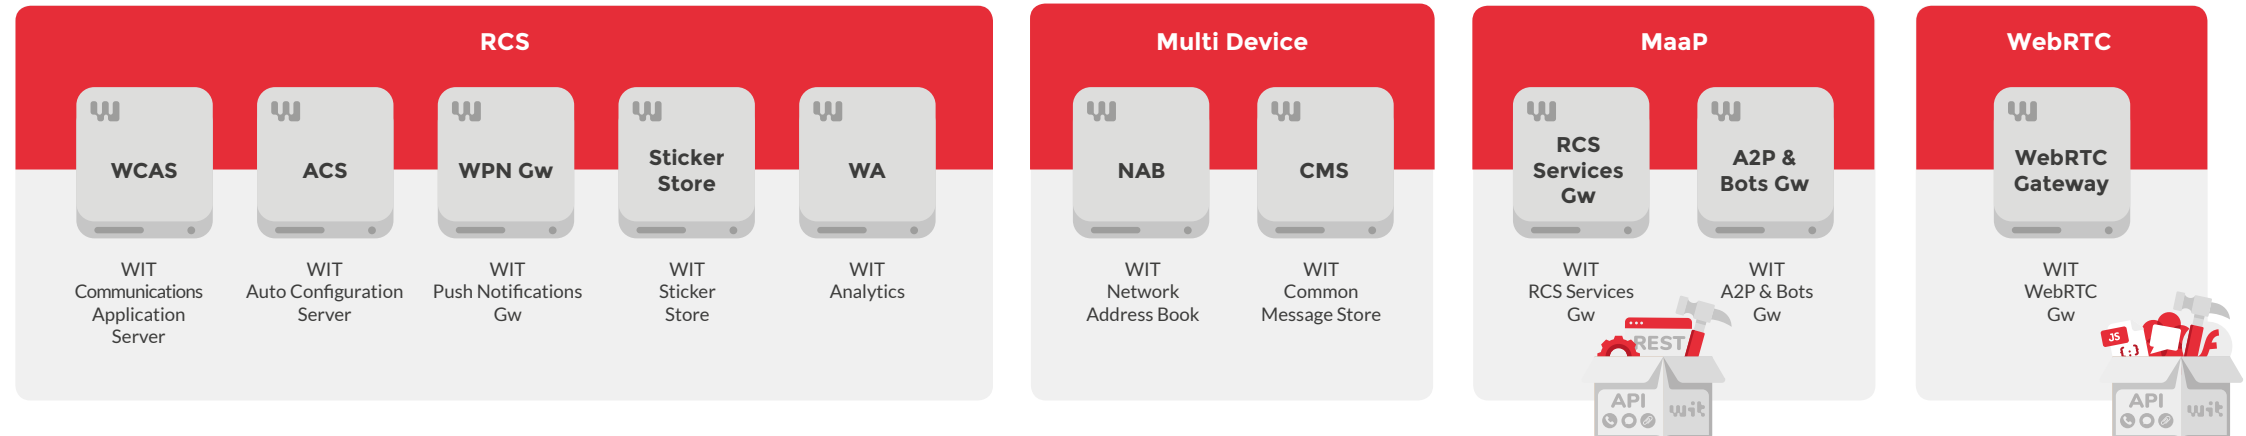 RCS
WCAS
ACS
WPN Gw
Sticker
Store
WA
WIT
Communications
Application
Server
WIT
Auto Configuration
Server
WIT
Push Notifications
Gw
WIT
Sticker
Store
WIT
Analytics
Multi Device
NAB
CMS
WIT
Network
Address Book
WIT
Common
Message Store
MaaP
RCS
Services
Gw
A2P &
Bots Gw
WIT
RCS Services
Gw
WIT
A2P & Bots
Gw
REST
API
wit
WebRTC
WebRTC
Gateway
WIT
WebRTC
Gw
JS
API
wit